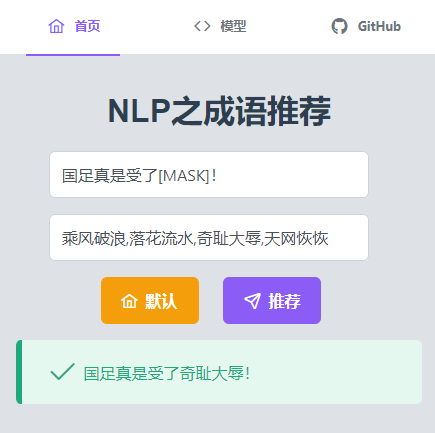 首页 模型 GitHub
NLP之成语推荐
国足真是受了[MASK]!
乘风破浪,落花流水,奇耻大辱,天网恢恢
默认 推荐
国足真是受了奇耻大辱!